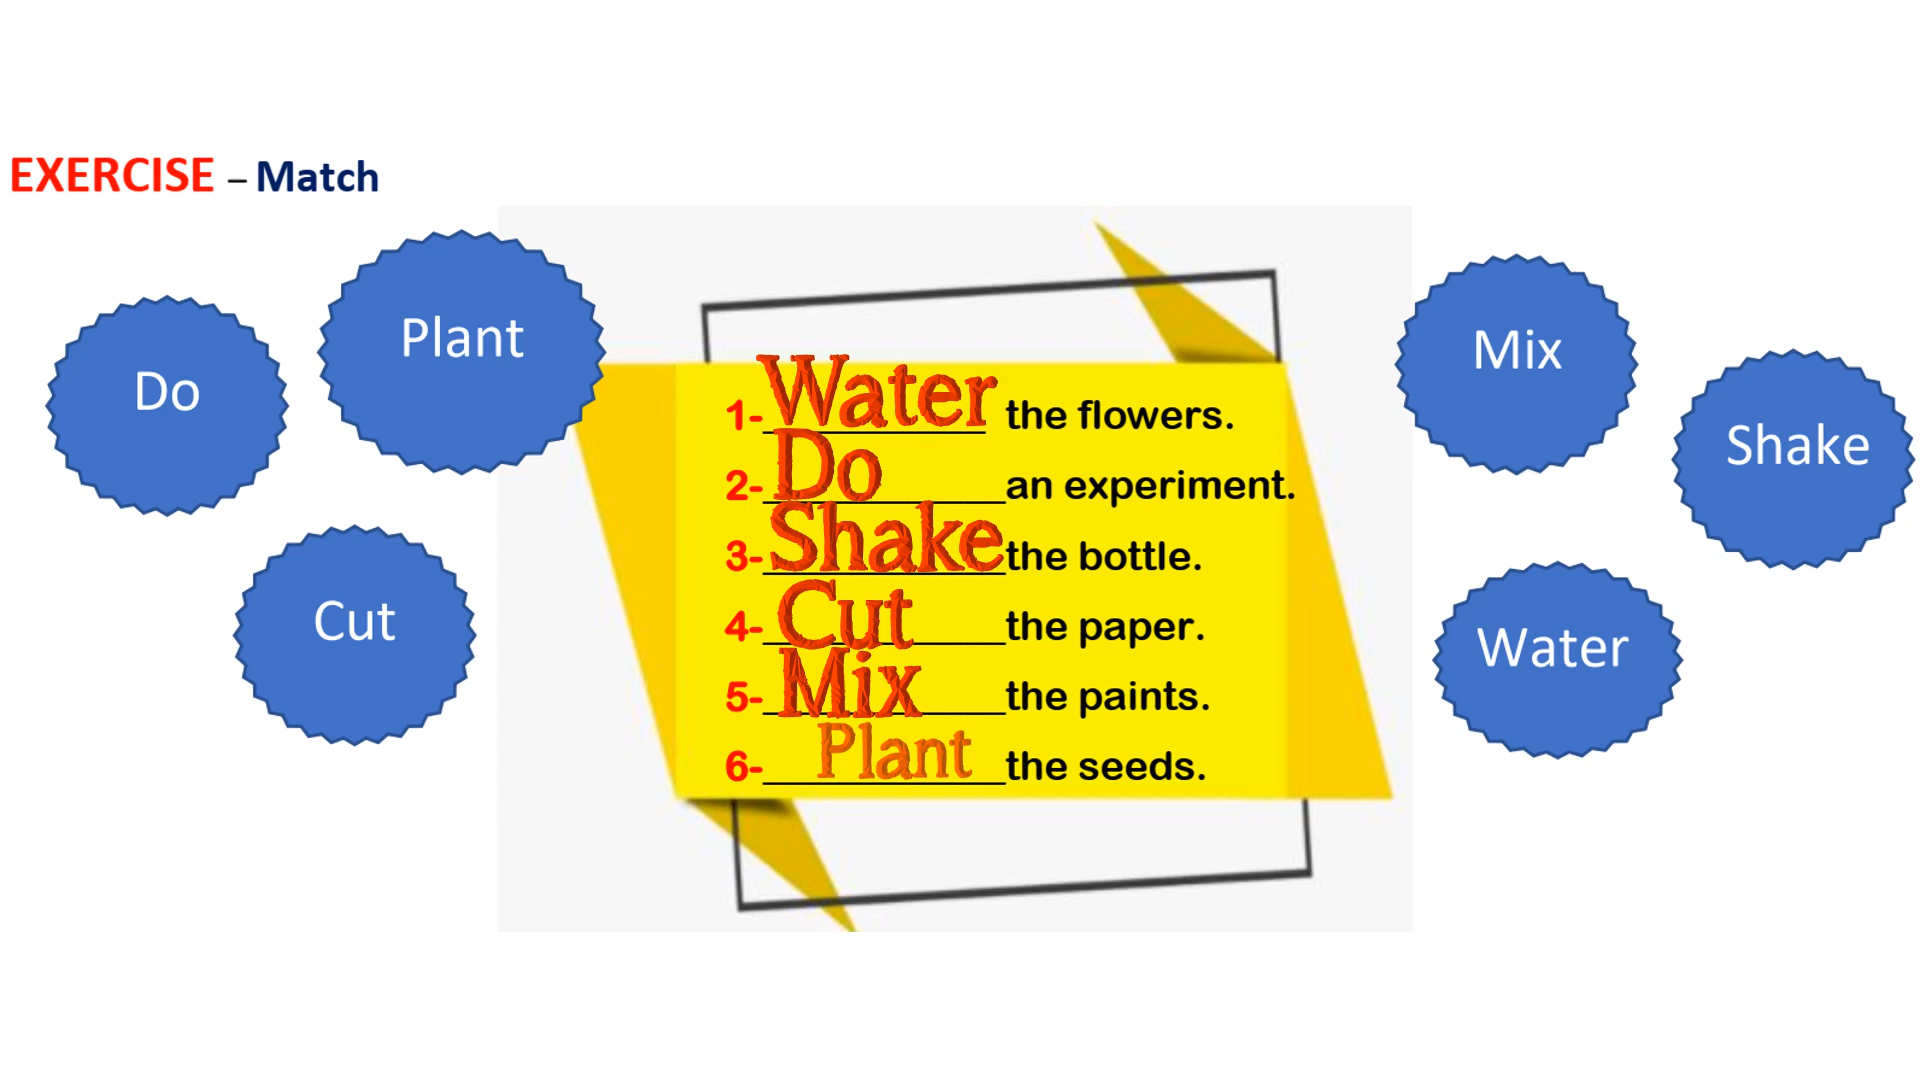 EXERCISE – Match
Do
Plant
Cut
1- Water the flowers.
2- Do an experiment.
3- Shake the bottle.
4- Cut the paper.
5- Mix the paints.
6- Plant the seeds.
Mix
Shake
Water